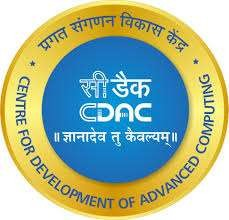 प्रगत संगणन विकास केंद्र
सी डैक
CDAC
॥ ज्ञानादेव तु कैवल्यम् ॥
CENTRE FOR DEVELOPMENT OF ADVANCED COMPUTING